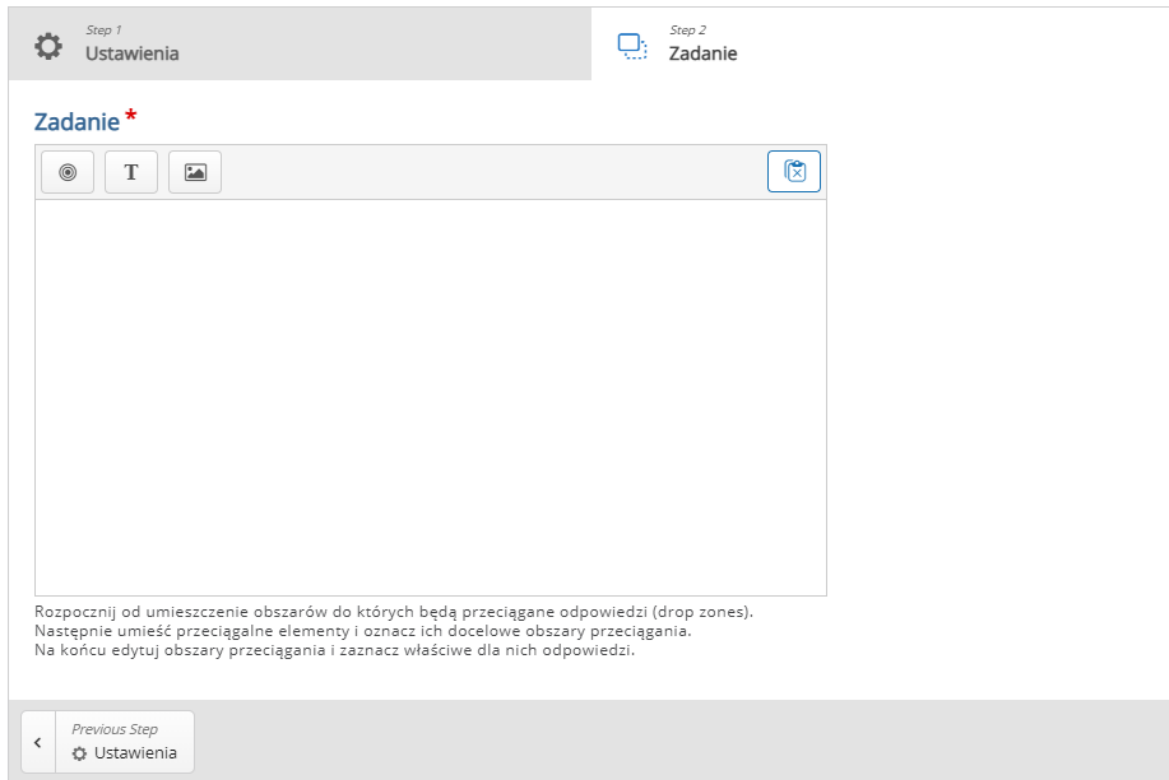 Step 1
Ustawienia
Step 2
Zadanie
Zadanie *
T
Rozpocznij od umieszczenie obszarów do których będą przeciągane odpowiedzi (drop zones).
Następnie umieść przeciągalne elementy i oznacz ich docelowe obszary przeciągania.
Na końcu edytuj obszary przeciągania i zaznacz właściwe dla nich odpowiedzi.
Previous Step
Ustawienia